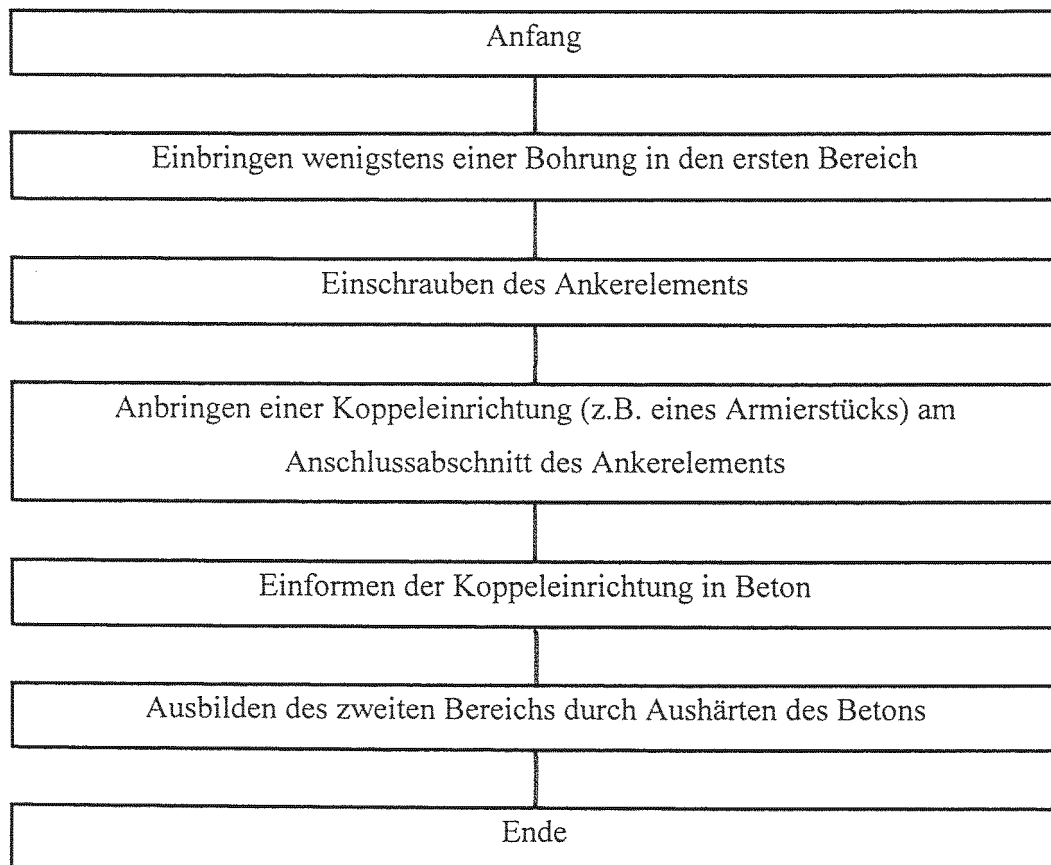 Anfang
Einbringen wenigstens einer Bohrung in den ersten Bereich
Einschrauben des Ankerelements
Anbringen einer Koppeleinrichtung (z.B. eines Armierstücks) am
Anschlussabschnitt des Ankerelements
Einformen der Koppeleinrichtung in Beton
Ausbilden des zweiten Bereichs durch Aushärten des Betons
Ende